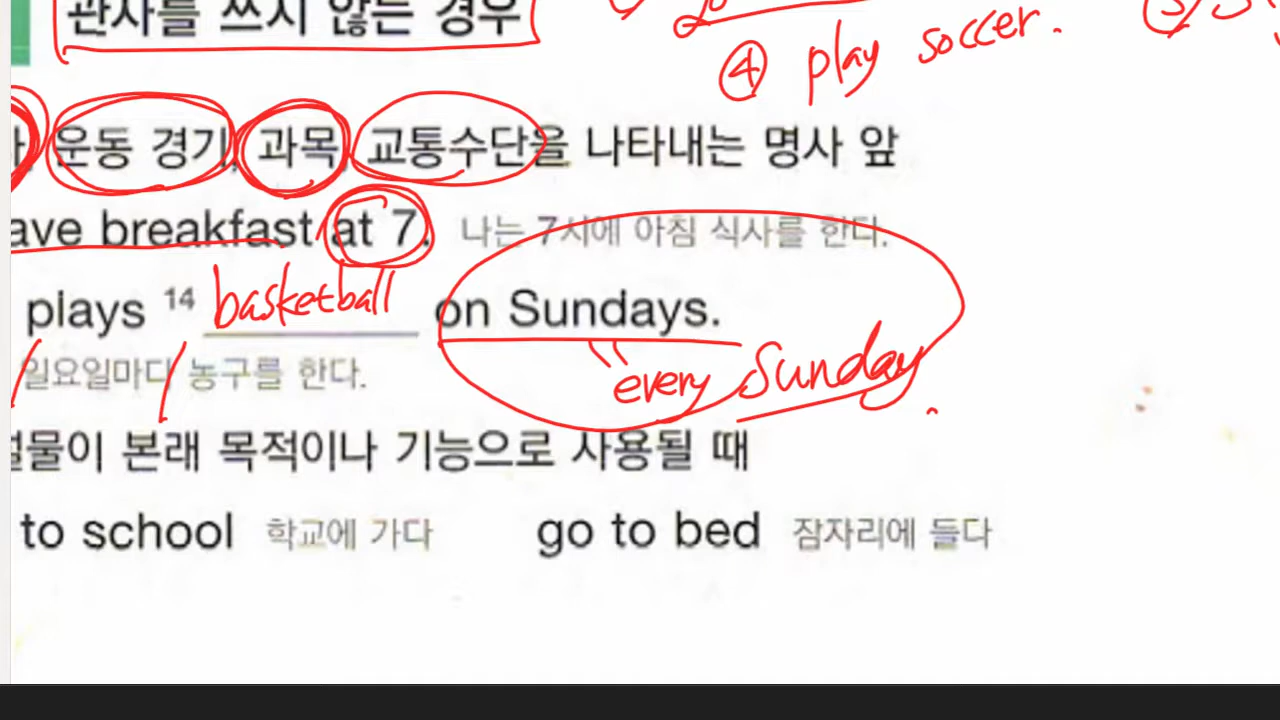 관사를 쓰지 않는 경우
④ play soccer.
운동 경기, 과목, 교통수단을 나타내는 명사 앞
ave breakfast at 7. 나는 7시에 아침 식사를 한다.
plays 14 basketball on Sundays.
일요일마다 농구를 한다.
every Sunday.
물이 본래 목적이나 기능으로 사용될 때
to school 학교에 가다 go to bed 잠자리에 들다